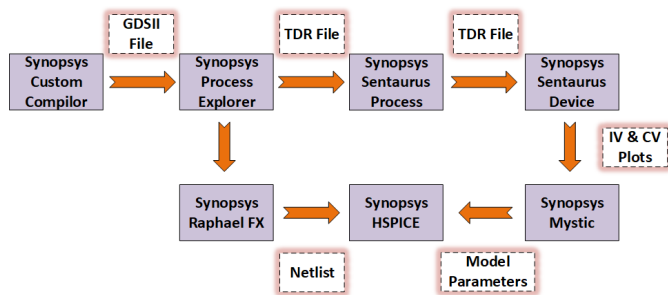 GDSII
File
TDR File
TDR File
Synopsys
Custom
Compilor
Synopsys
Process
Explorer
Synopsys
Sentaurus
Process
Synopsys
Sentaurus
Device
IV & CV
Plots
Synopsys
Raphael FX
Synopsys
HSPICE
Synopsys
Mystic
Netlist
Model
Parameters